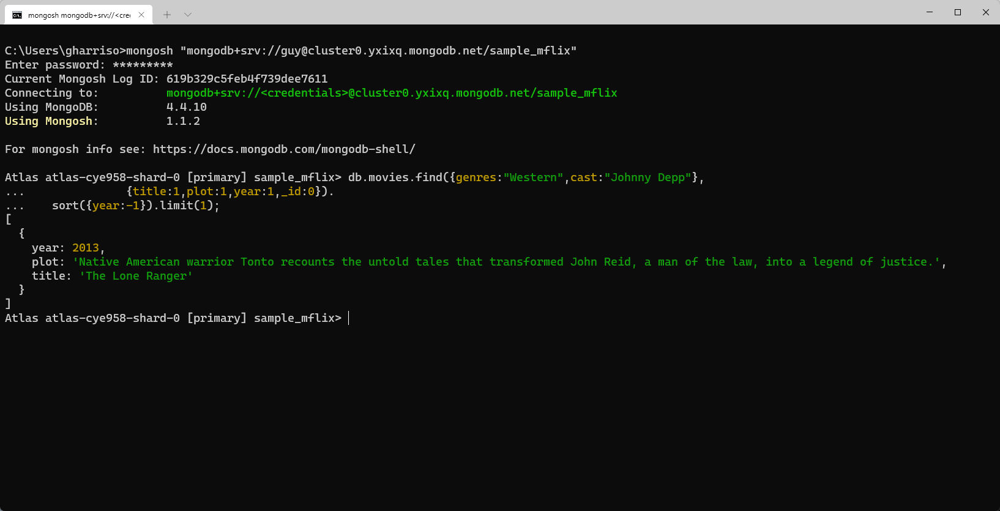 mongosh mongodb+srv://<cre
C:\Users\gharriso>mongosh "mongodb+srv://guy@cluster0.yxixq.mongodb.net/sample_mflix"
Enter password: *********
Current Mongosh Log ID: 619b329c5feb4f739dee7611
Connecting to:          mongodb+srv://<credentials>@cluster0.yxixq.mongodb.net/sample_mflix
Using MongoDB:          4.4.10
Using Mongosh:          1.1.2
For mongosh info see: https://docs.mongodb.com/mongodb-shell/
Atlas atlas-cye958-shard-0 [primary] sample_mflix> db.movies.find({genres:"Western",cast:"Johnny Depp"},
...               {title:1,plot:1,year:1,_id:0}).
...    sort({year:-1}).limit(1);
[
  {
    year: 2013,
    plot: 'Native American warrior Tonto recounts the untold tales that transformed John Reid, a man of the law, into a legend of justice.',
    title: 'The Lone Ranger'
  }
]
Atlas atlas-cye958-shard-0 [primary] sample_mflix>